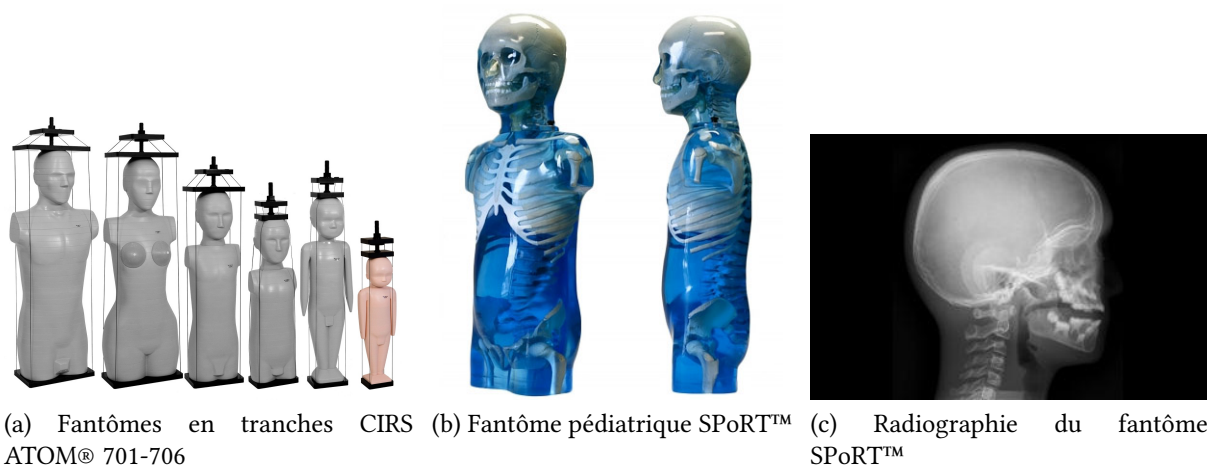 (a) Fantômes en tranches CIRS
ATOM® 701-706
(b) Fantôme pédiatrique SPoRT™
(c) Radiographie du fantôme
SPoRT™